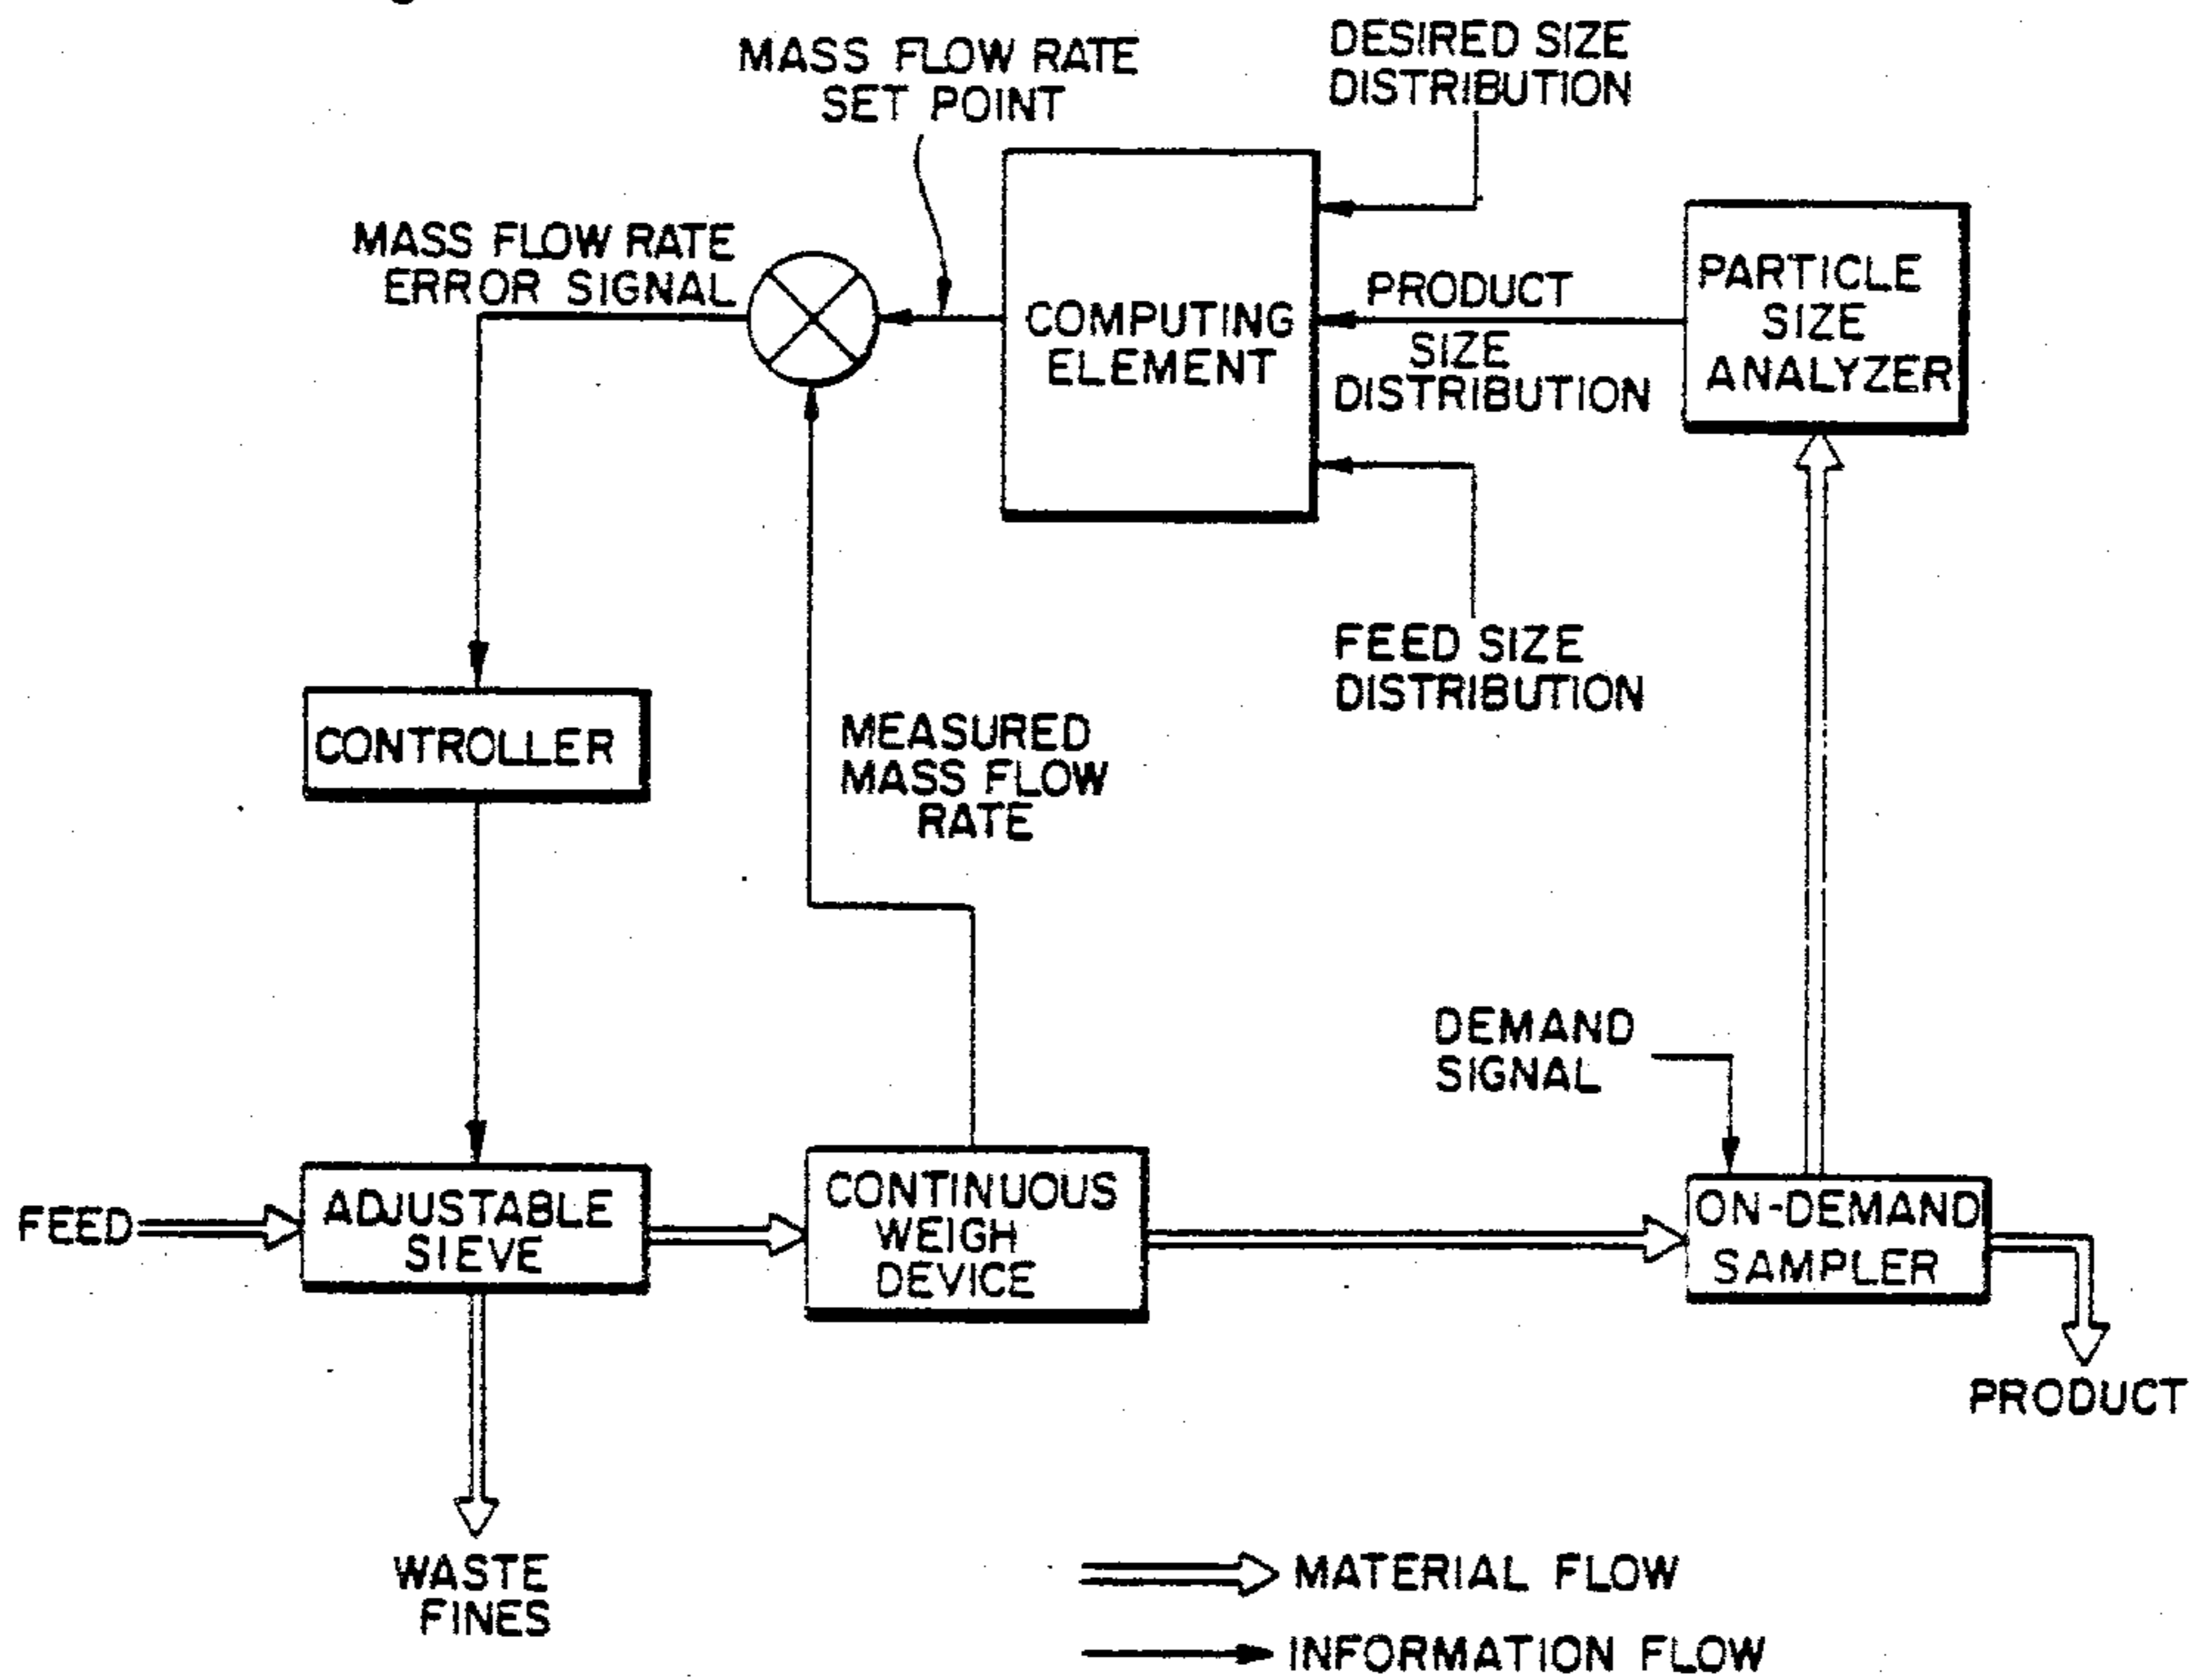 MASS FLOW RATE
SET POINT
DESIRED SIZE
DISTRIBUTION
MASS FLOW RATE
ERROR SIGNAL
COMPUTING
ELEMENT
PRODUCT
SIZE
DISTRIBUTION
PARTICLE
SIZE
ANALYZER
FEED SIZE
DISTRIBUTION
CONTROLLER
MEASURED
MASS FLOW
RATE
DEMAND
SIGNAL
FEED
ADJUSTABLE
SIEVE
CONTINUOUS
WEIGH
DEVICE
ON-DEMAND
SAMPLER
PRODUCT
WASTE
FINES
MATERIAL FLOW
INFORMATION FLOW